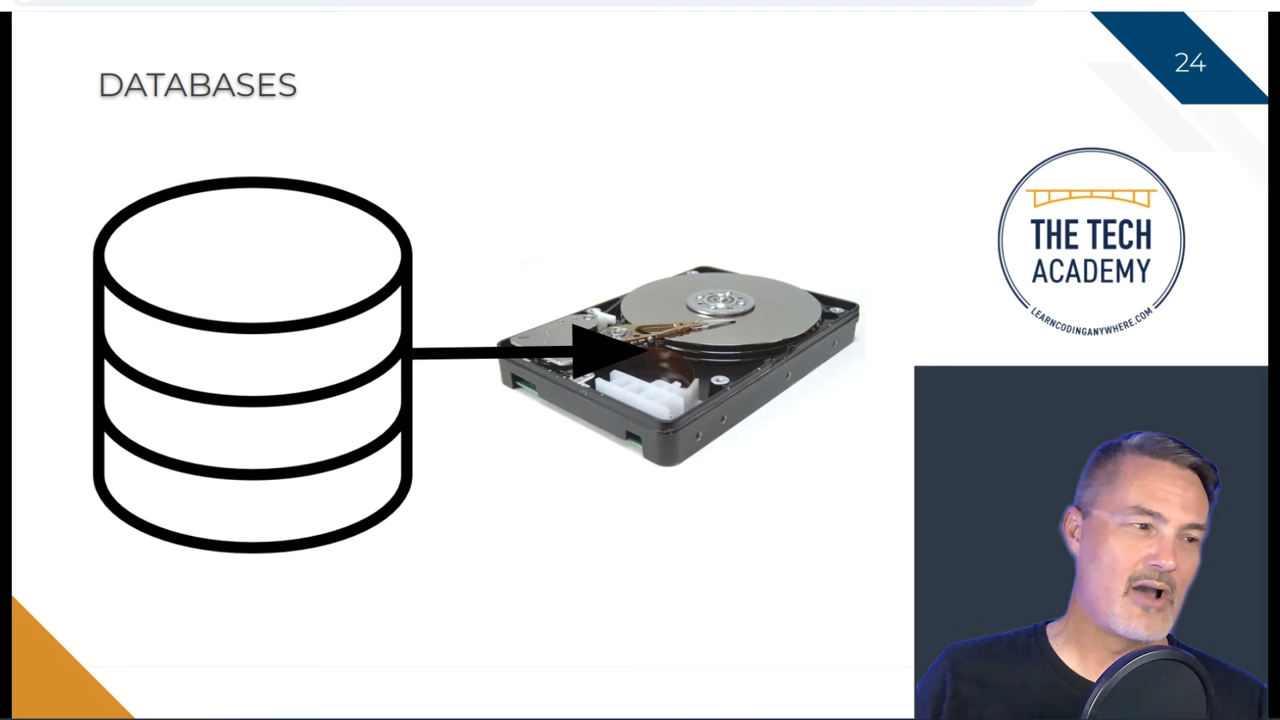 DATABASES
24
THE TECH
ACADEMY
LEARNCODINGANYWHERE.COM